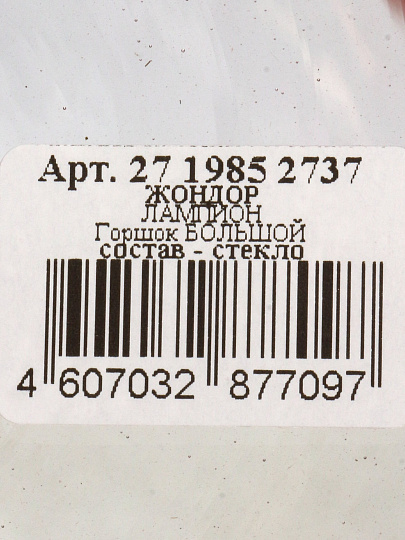 Арт. 27 1985 2737
ЖОНДОР
ЛАМПИОН
Горшок БОЛЬШОЙ
состав - стекло
4 607032 877097